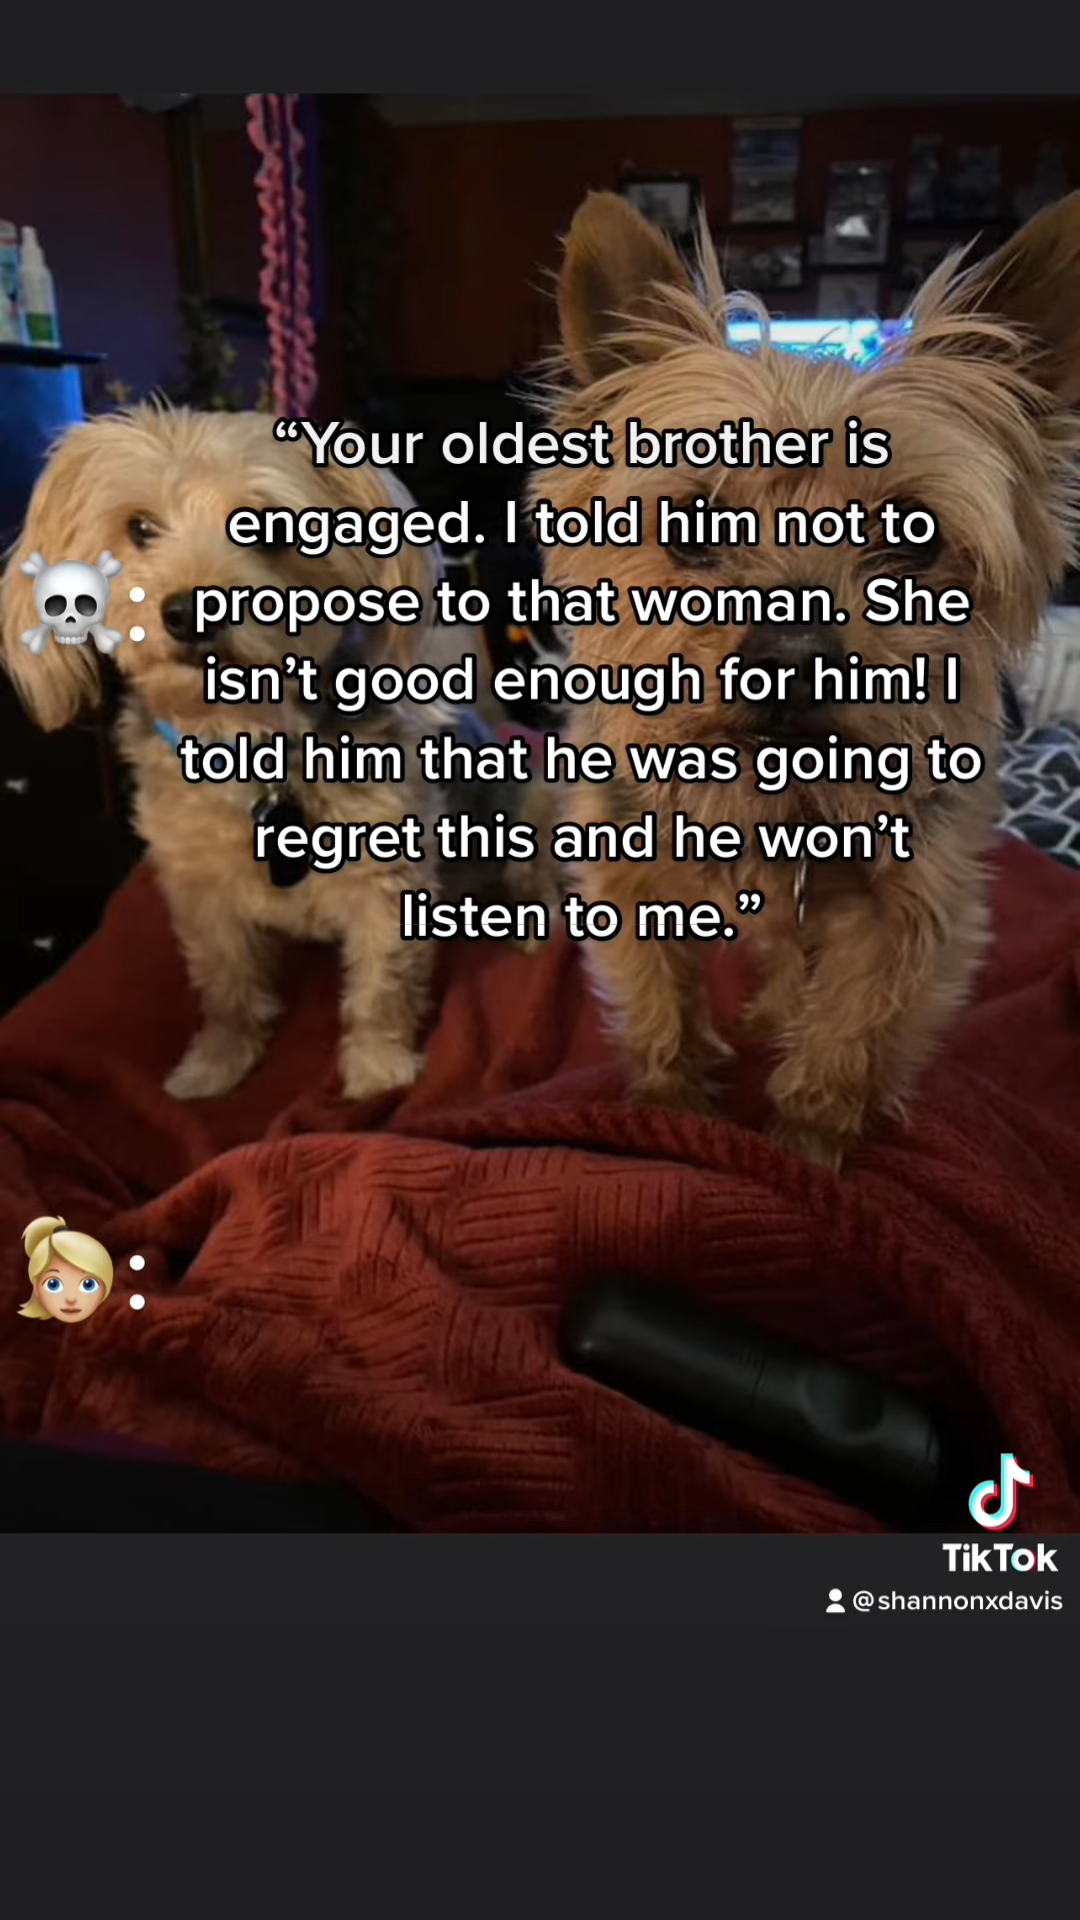 “Your oldest brother is
engaged. I told him not to
☠️: propose to that woman. She
isn’t good enough for him! I
told him that he was going to
regret this and he won’t
listen to me.”
👱🏼‍♀️:
TikTok
@shannonxdavis